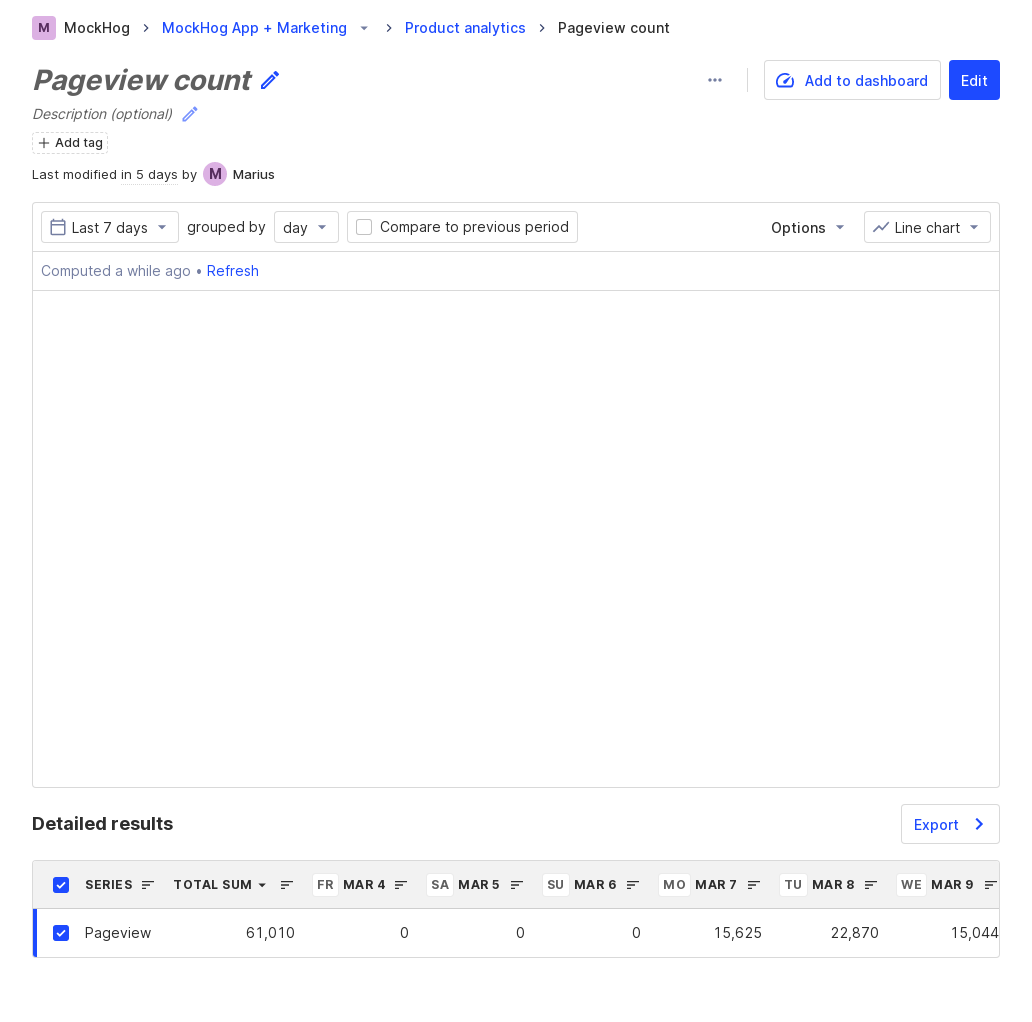 M MockHog MockHog App + Marketing Product analytics Pageview count
Pageview count
Add to dashboard Edit
Description (optional)
Add tag
Last modified in 5 days by M Marius
Last 7 days grouped by day Compare to previous period Options Line chart
Computed a while ago • Refresh
Detailed results
Export
SERIES TOTAL SUM FR MAR 4 SA MAR 5 SU MAR 6 MO MAR 7 TU MAR 8 WE MAR 9
Pageview 61,010 0 0 0 15,625 22,870 15,044